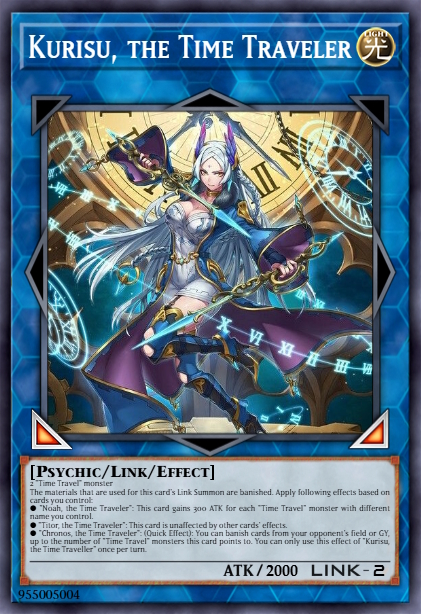 Kurisu, the Time Traveler
LIGHT
光
[Psychic/Link/Effect]
2 "Time Travel" monster
The materials that are used for this card's Link Summon are banished. Apply following effects based on
cards you control:
● "Noah, the Time Traveler": This card gains 300 ATK for each "Time Travel" monster with different
name you control.
● "Titor, the Time Traveler": This card is unaffected by other cards' effects.
● "Chronos, the Time Traveler": (Quick Effect): You can banish cards from your opponent's field or GY,
up to the number of "Time Travel" monsters this card points to. You can only use this effect of "Kurisu,
the Time Traveller" once per turn.
ATK / 2000 LINK-2
955005004